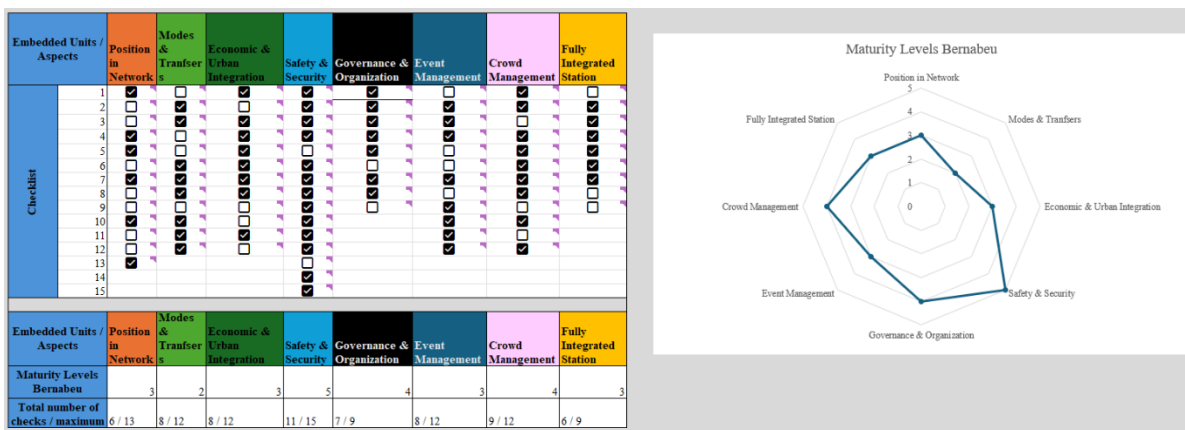 Embedded Units / Aspects
Position in Network
Modes & Tranfser s
Economic & Urban Integration
Safety & Security
Governance & Organization
Event Management
Crowd Management
Fully Integrated Station
Checklist
1
2
3
4
5
6
7
8
9
10
11
12
13
14
15
Embedded Units / Aspects
Position in Network
Modes & Tranfser s
Economic & Urban Integration
Safety & Security
Governance & Organization
Event Management
Crowd Management
Fully Integrated Station
Maturity Levels Bernabeu
3
2
3
5
4
3
4
3
Total number of checks / maximum
6 / 13
8 / 12
8 / 12
11 / 15
7 / 9
8 / 12
9 / 12
6 / 9
Maturity Levels Bernabeu
Position in Network
5
4
3
2
1
0
Modes & Tranfsers
Economic & Urban Integration
Safety & Security
Governance & Organization
Event Management
Crowd Management
Fully Integrated Station